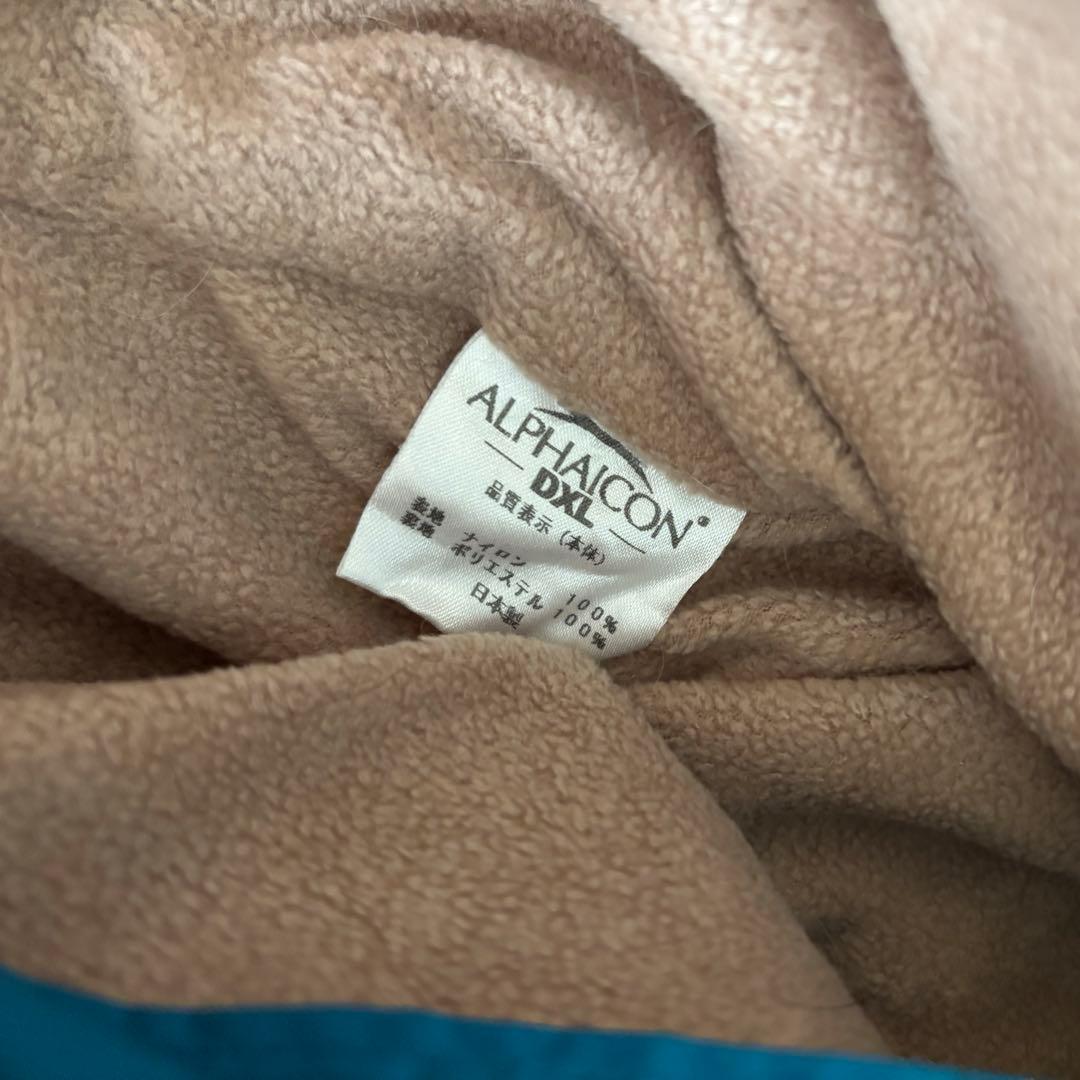 ALPHAICON®
DXL
品質表示 (本体)
表地 ナイロン 100%
裏地 ポリエステル 100%
日本製